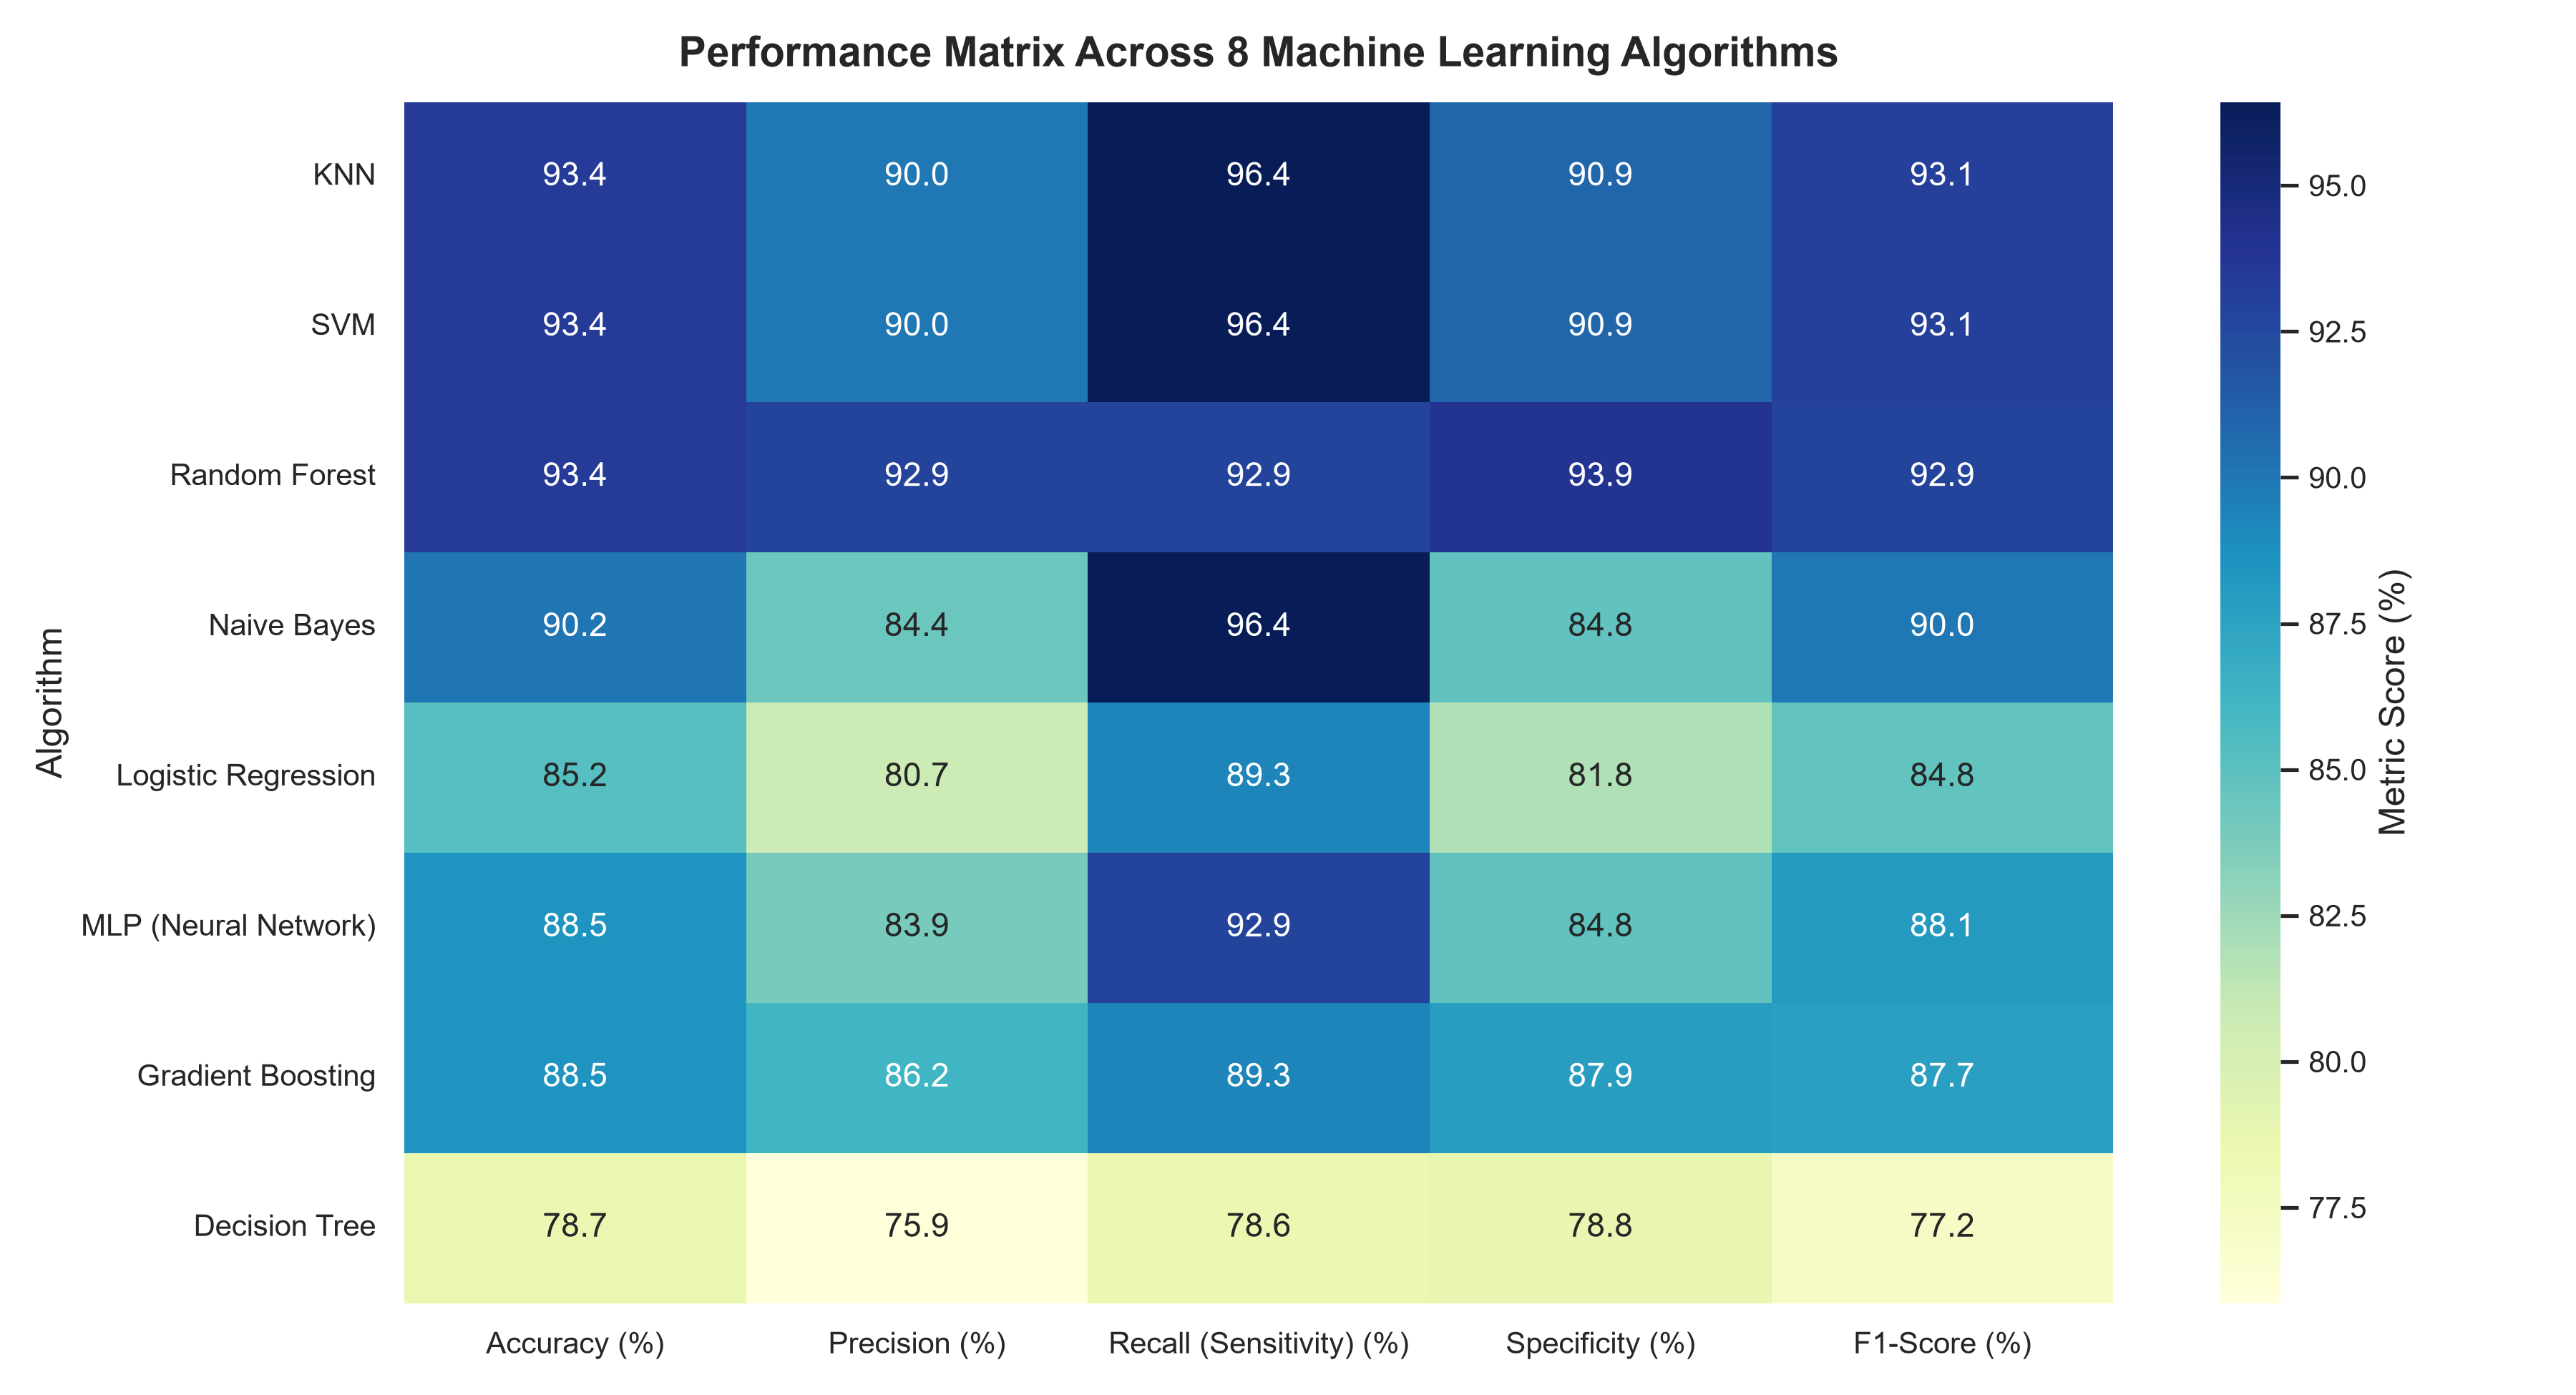 Performance Matrix Across 8 Machine Learning Algorithms
Algorithm
KNN 93.4 90.0 96.4 90.9 93.1
SVM 93.4 90.0 96.4 90.9 93.1
Random Forest 93.4 92.9 92.9 93.9 92.9
Naive Bayes 90.2 84.4 96.4 84.8 90.0
Logistic Regression 85.2 80.7 89.3 81.8 84.8
MLP (Neural Network) 88.5 83.9 92.9 84.8 88.1
Gradient Boosting 88.5 86.2 89.3 87.9 87.7
Decision Tree 78.7 75.9 78.6 78.8 77.2
Accuracy (%) Precision (%) Recall (Sensitivity) (%) Specificity (%) F1-Score (%)
95.0
92.5
90.0
87.5
85.0
82.5
80.0
77.5
Metric Score (%)